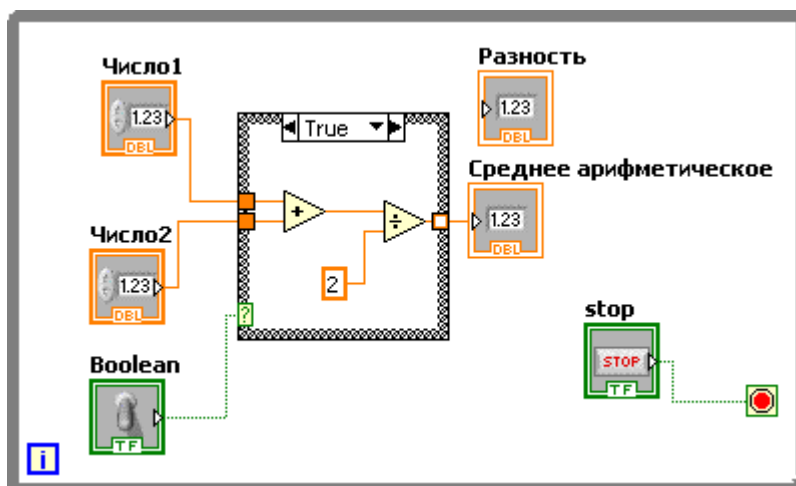 Число1
1.23
DBL
Число2
1.23
DBL
Boolean
TF
i
True
+
÷
2
?
Разность
1.23
DBL
Среднее арифметическое
1.23
DBL
stop
STOP
TF